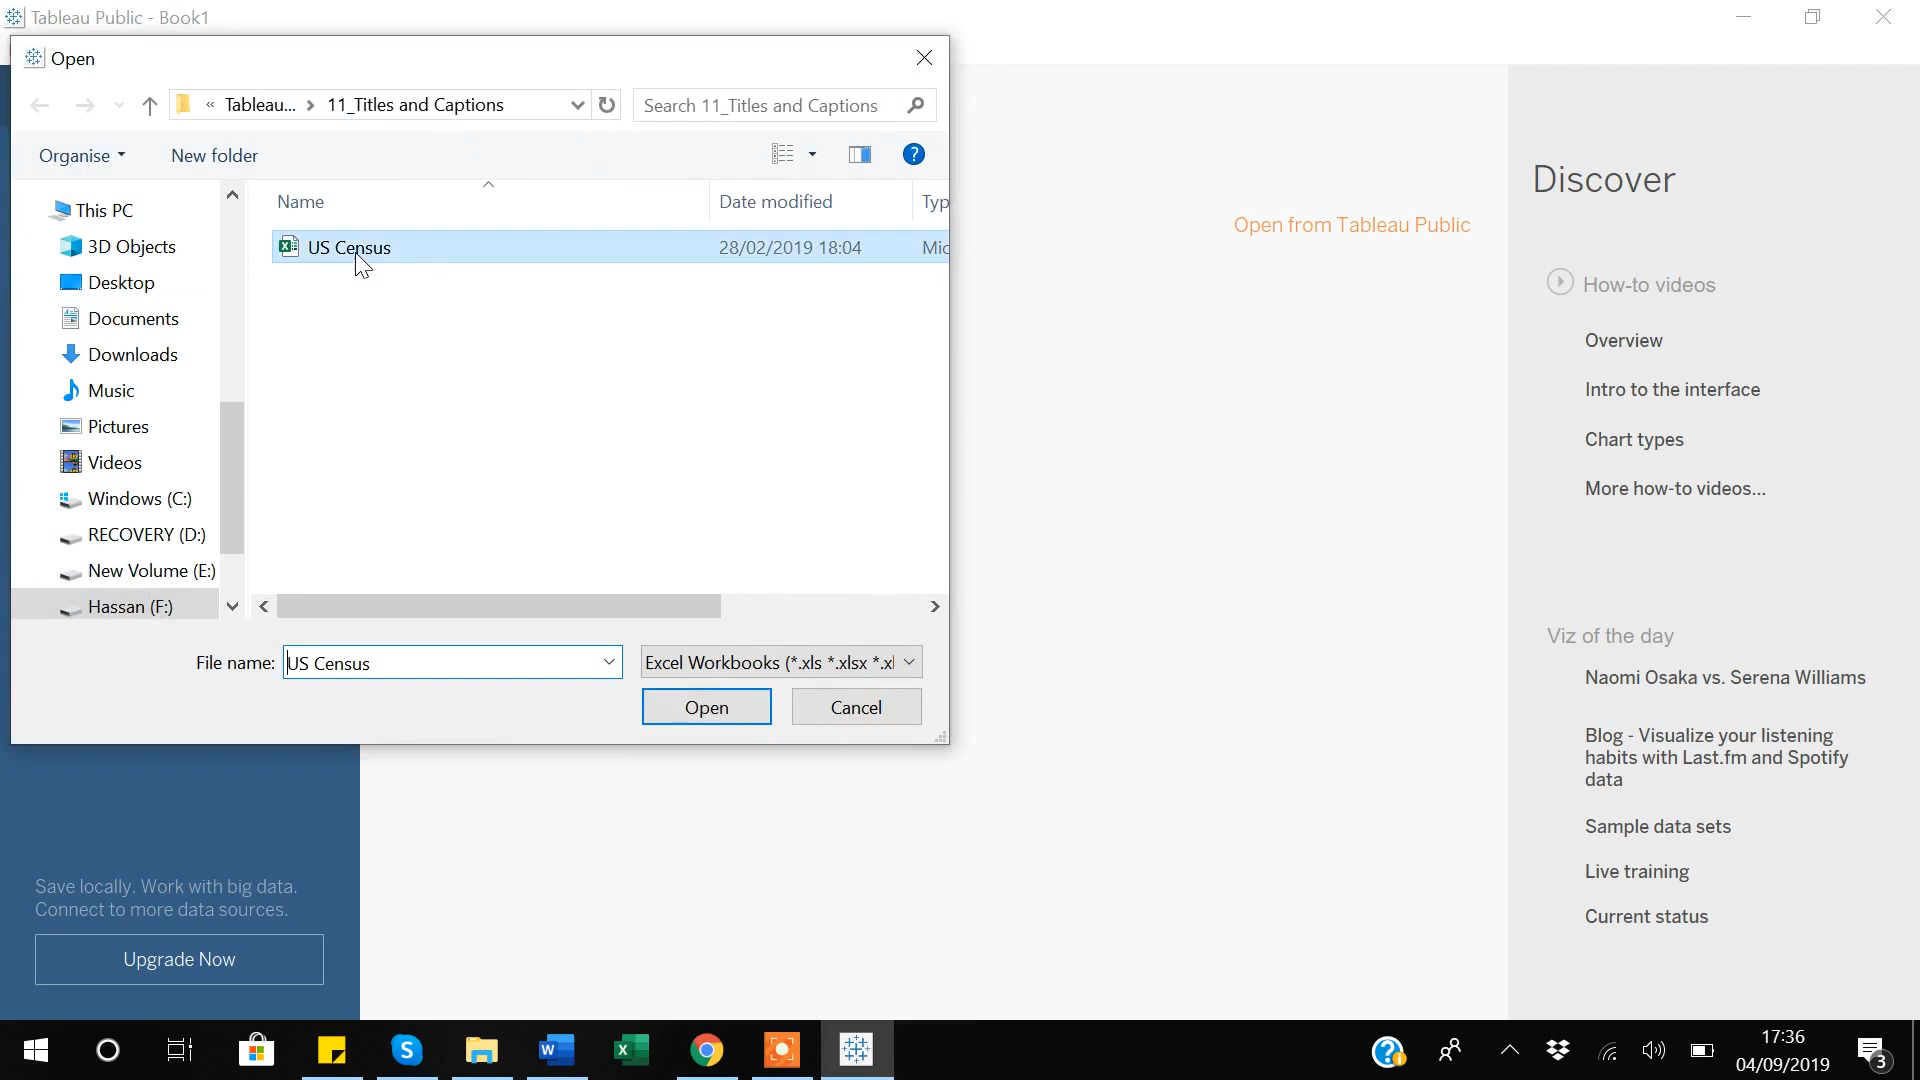 Tableau Public - Book1
Open
« Tableau... > 11_Titles and Captions
Search 11_Titles and Captions
Organise
New folder
?
Name
Date modified
Typ
US Census
28/02/2019 18:04
Mic
This PC
3D Objects
Desktop
Documents
Downloads
Music
Pictures
Videos
Windows (C:)
RECOVERY (D:)
New Volume (E:)
Hassan (F:)
File name:
US Census
Excel Workbooks (*.xls *.xlsx *.xl
Open
Cancel
Open from Tableau Public
Discover
How-to videos
Overview
Intro to the interface
Chart types
More how-to videos...
Viz of the day
Naomi Osaka vs. Serena Williams
Blog - Visualize your listening
habits with Last.fm and Spotify
data
Sample data sets
Live training
Current status
Save locally. Work with big data.
Connect to more data sources.
Upgrade Now
17:36
04/09/2019
3